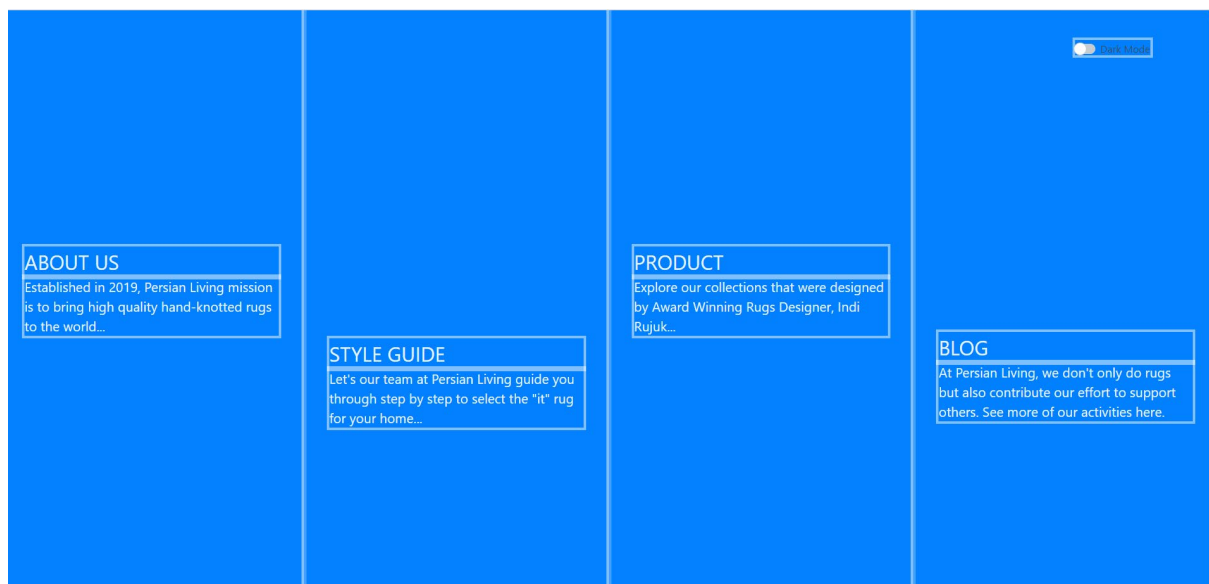 Dark Mode
ABOUT US
Established in 2019, Persian Living mission
is to bring high quality hand-knotted rugs
to the world...
STYLE GUIDE
Let's our team at Persian Living guide you
through step by step to select the "it" rug
for your home...
PRODUCT
Explore our collections that were designed
by Award Winning Rugs Designer, Indi
Rujuk...
BLOG
At Persian Living, we don't only do rugs
but also contribute our effort to support
others. See more of our activities here.